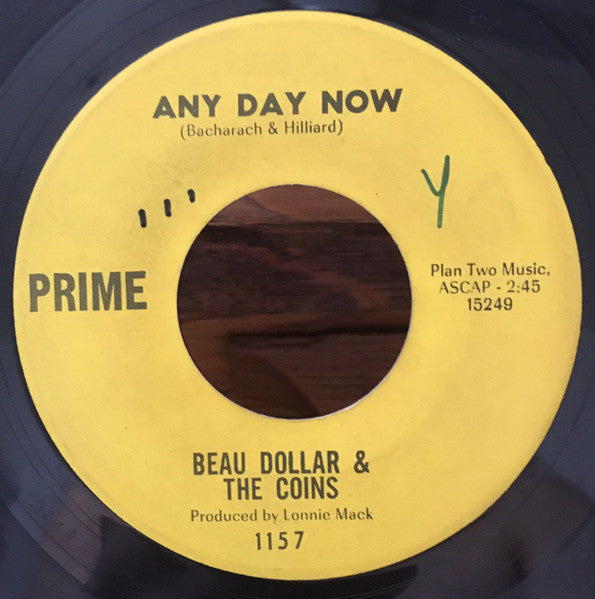 ANY DAY NOW
(Bacharach & Hilliard)
Y
PRIME
Plan Two Music,
ASCAP - 2:45
15249
BEAU DOLLAR &
THE COINS
Produced by Lonnie Mack
1157